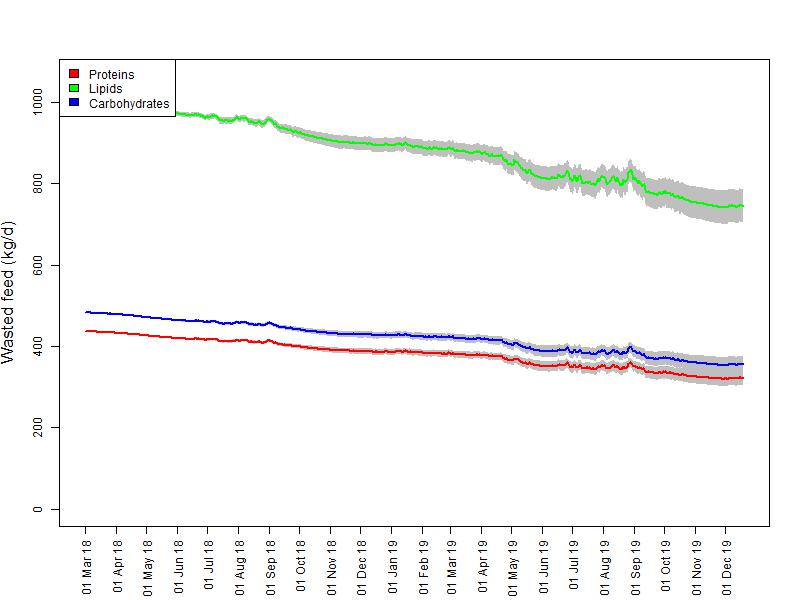 Proteins
Lipids
Carbohydrates
Wasted feed (kg/d)
1000
800
600
400
200
0
01 Mar 18
01 Apr 18
01 May 18
01 Jun 18
01 Jul 18
01 Aug 18
01 Sep 18
01 Oct 18
01 Nov 18
01 Dec 18
01 Jan 19
01 Feb 19
01 Mar 19
01 Apr 19
01 May 19
01 Jun 19
01 Jul 19
01 Aug 19
01 Sep 19
01 Oct 19
01 Nov 19
01 Dec 19